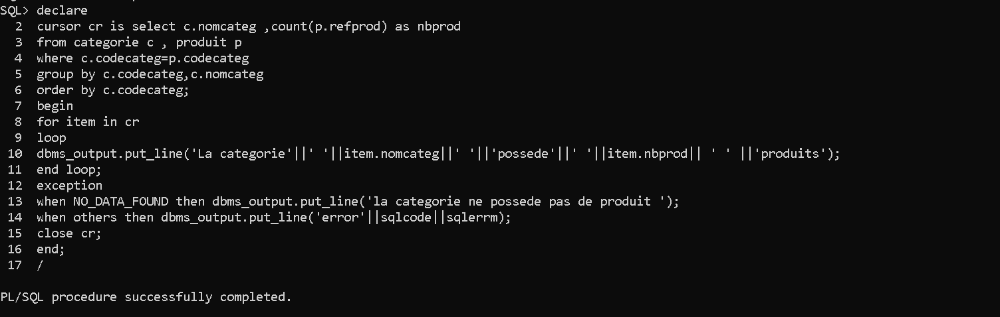 SQL> declare
2 cursor cr is select c.nomcateg ,count(p.refprod) as nbprod
3 from categorie c , produit p
4 where c.codecateg=p.codecateg
5 group by c.codecateg,c.nomcateg
6 order by c.codecateg;
7 begin
8 for item in cr
9 loop
10 dbms_output.put_line('La categorie'||' '||item.nomcateg||' '||'possede'||' '||item.nbprod|| ' ' ||'produits');
11 end loop;
12 exception
13 when NO_DATA_FOUND then dbms_output.put_line('la categorie ne possede pas de produit ');
14 when others then dbms_output.put_line('error'||sqlcode||sqlerrm);
15 close cr;
16 end;
17 /
PL/SQL procedure successfully completed.